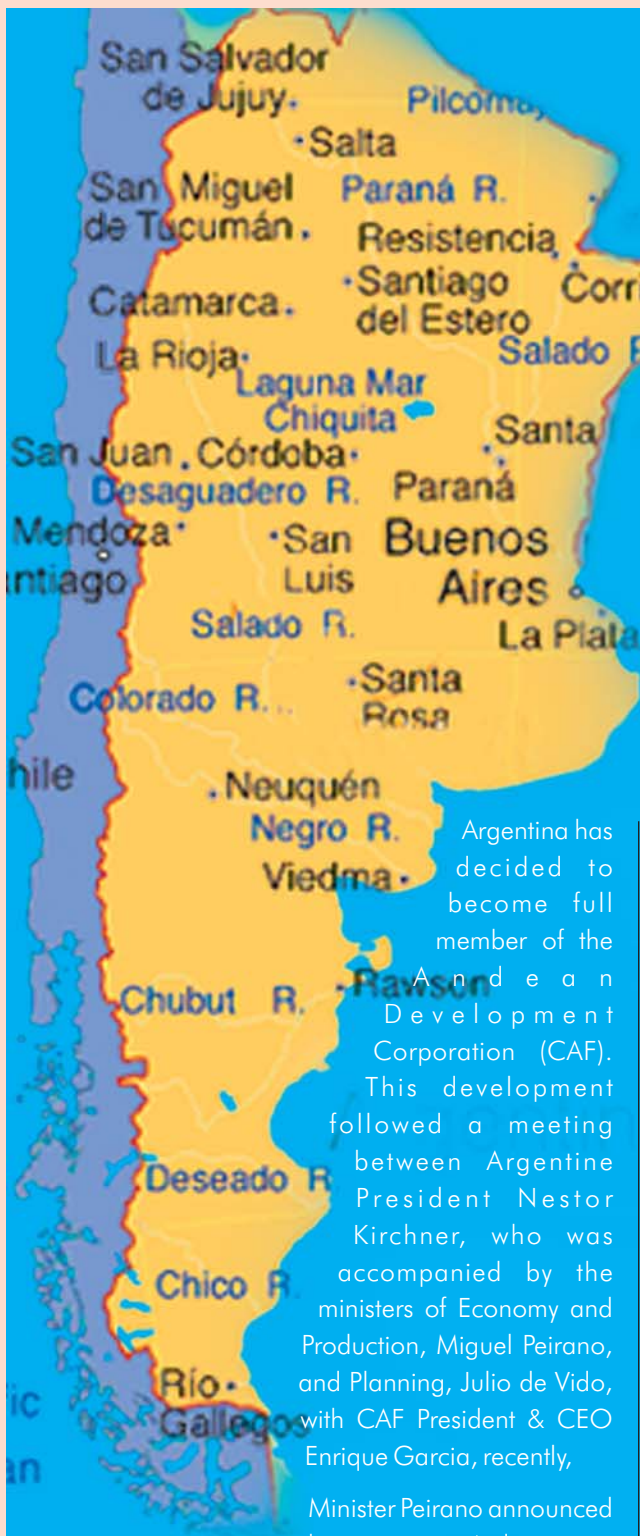 San Salvador
de Jujuy
Salta
San Miguel
de Tucumán
Paraná R.
Resistencia
Santiago
del Estero
Catamarca
La Rioja
Salado
Laguna Mar
Chiquita
Santa
San Juan
Córdoba
Desaguadero R.
Paraná
Mendoza
San
Luis
Buenos
Aires
Salado R.
La Plata
Santa
Rosa
Colorado R.
Neuquén
Negro R.
Viedma
Rawson
Chubut R.
Deseado R
Chico R.
Río
Gallegos
Argentina has
decided to
become full
member of the
Andean
Development
Corporation (CAF).
This development
followed a meeting
between Argentine
President Nestor
Kirchner, who was
accompanied by the
ministers of Economy and
Production, Miguel Peirano,
and Planning, Julio de Vido,
with CAF President & CEO
Enrique Garcia, recently,
Minister Peirano announced